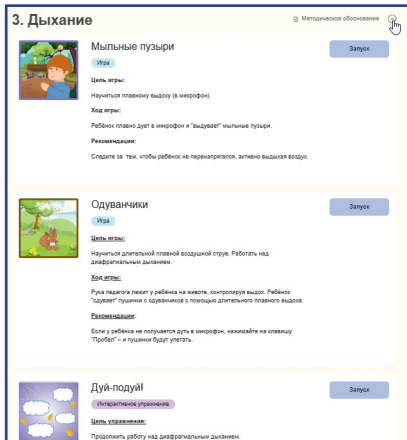 3. Дыхание
Методическое обоснование
Мыльные пузыри
Запуск
Игра
Цель игры:
Научиться плавному выдоху (в микрофон).
Ход игры:
Ребёнок плавно дует в микрофон и "выдувает" мыльные пузыри.
Рекомендации:
Следите за тем, чтобы ребёнок не перенапрягался, активно выдыхая воздух.
Одуванчики
Запуск
Игра
Цель игры:
Научиться длительной плавной воздушной струе. Работать над
диафрагмальным дыханием.
Ход игры:
Рука педагога лежит у ребёнка на животе, контролируя выдох. Ребёнок
"сдувает" пушинки с одуванчиков с помощью длительного плавного выдоха.
Рекомендации:
Если у ребёнка не получается дуть в микрофон, нажимайте на клавишу
"Пробел" – и пушинки будут улетать.
Дуй-подуй!
Запуск
Интерактивное упражнение
Цель упражнения:
Продолжить работу над диафрагмальным дыханием.